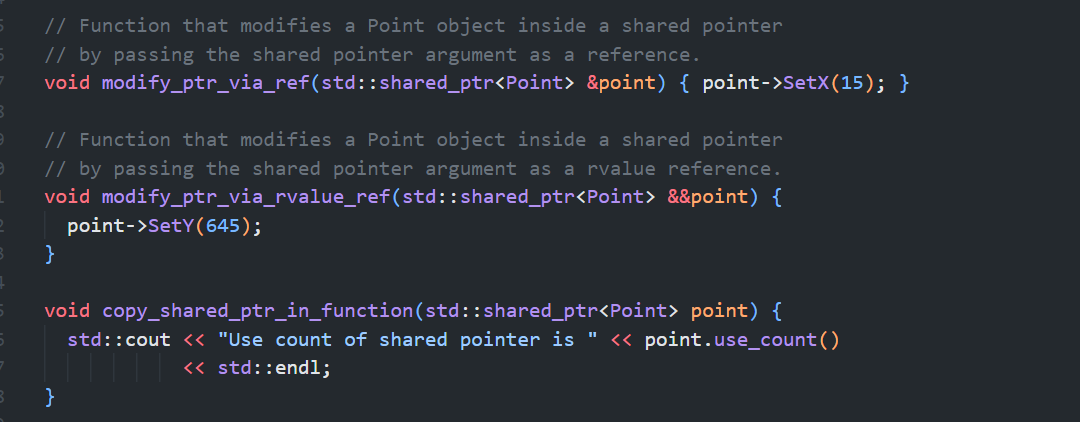 // Function that modifies a Point object inside a shared pointer
// by passing the shared pointer argument as a reference.
void modify_ptr_via_ref(std::shared_ptr<Point> &point) { point->SetX(15); }
// Function that modifies a Point object inside a shared pointer
// by passing the shared pointer argument as a rvalue reference.
void modify_ptr_via_rvalue_ref(std::shared_ptr<Point> &&point) {
point->SetY(645);
}
void copy_shared_ptr_in_function(std::shared_ptr<Point> point) {
std::cout << "Use count of shared pointer is " << point.use_count()
<< std::endl;
}